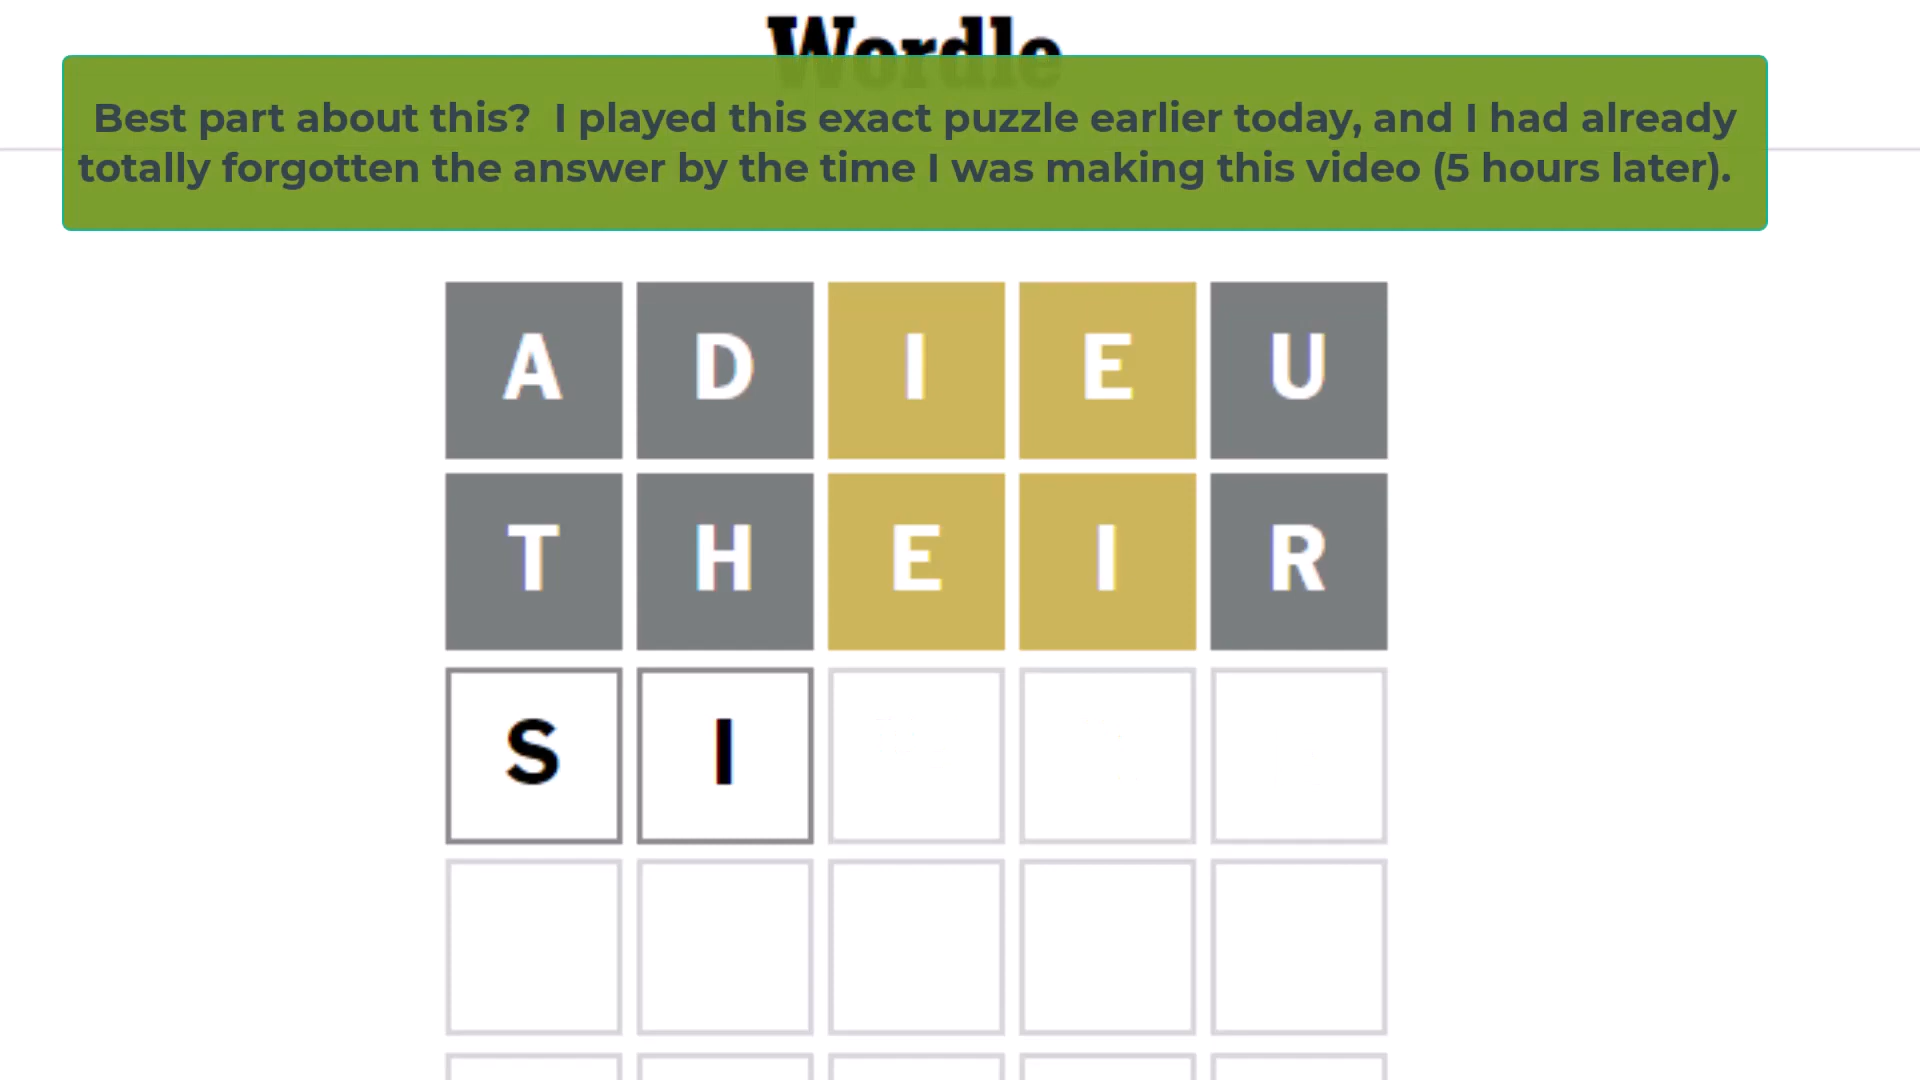 Wordle
Best part about this? I played this exact puzzle earlier today, and I had already
totally forgotten the answer by the time I was making this video (5 hours later).
A D I E U
T H E I R
S I